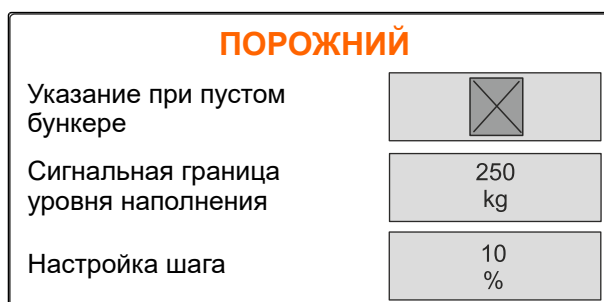 ПОРОЖНИЙ
Указание при пустом
бункере
Сигнальная граница
уровня наполнения
250
kg
Настройка шага
10
%